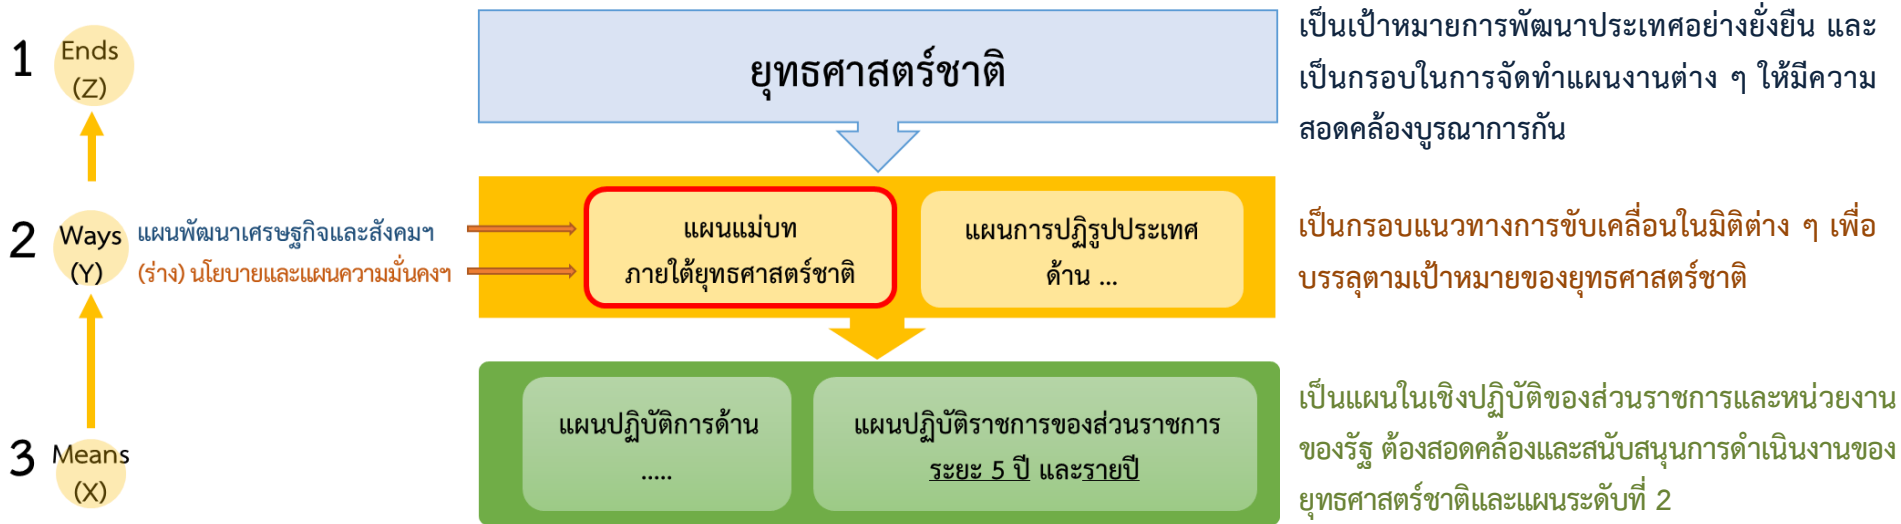 1
Ends
(Z)
ยุทธศาสตร์ชาติ
เป็นเป้าหมายการพัฒนาประเทศอย่างยั่งยืน และ
เป็นกรอบในการจัดทำแผนงานต่าง ๆ ให้มีความ
สอดคล้องบูรณาการกัน
2
Ways
(Y)
แผนพัฒนาเศรษฐกิจและสังคมฯ
(ร่าง) นโยบายและแผนความมั่นคงฯ
แผนแม่บท
ภายใต้ยุทธศาสตร์ชาติ
แผนการปฏิรูปประเทศ
ด้าน ...
เป็นกรอบแนวทางการขับเคลื่อนในมิติต่าง ๆ เพื่อ
บรรลุตามเป้าหมายของยุทธศาสตร์ชาติ
3
Means
(X)
แผนปฏิบัติการด้าน
.....
แผนปฏิบัติราชการของส่วนราชการ
ระยะ 5 ปี และรายปี
เป็นแผนในเชิงปฏิบัติของส่วนราชการและหน่วยงาน
ของรัฐ ต้องสอดคล้องและสนับสนุนการดำเนินงานของ
ยุทธศาสตร์ชาติและแผนระดับที่ 2